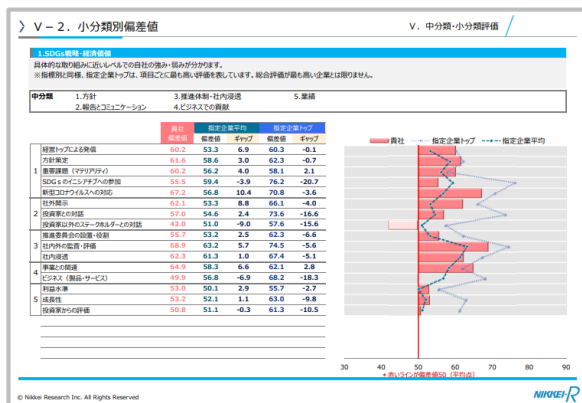 V－２．小分類別偏差値
V．中分類・小分類評価
1.SDGs戦略・経済価値
具体的な取り組みに近いレベルでの自社の強み・弱みが分かります。
※指標別と同様、指定企業トップは、項目ごとに最も高い評価を表しています。総合評価が最も高い企業とは限りません。
中分類 1.方針 3.推進体制・社内浸透 5.業績
2.報告とコミュニケーション 4.ビジネスでの貢献
貴社 指定企業平均 指定企業トップ
偏差値 偏差値 ギャップ 偏差値 ギャップ
1 経営トップによる発信 60.2 53.3 6.9 60.3 -0.1
方針策定 61.6 58.6 3.0 62.3 -0.7
重要課題（マテリアリティ） 60.2 56.2 4.0 58.1 2.1
SDGｓのイニシアチブへの参加 55.5 59.4 -3.9 76.2 -20.7
新型コロナウイルスへの対応 67.2 56.8 10.4 70.8 -3.6
2 社外開示 62.1 53.3 8.8 66.1 -4.0
投資家との対話 57.0 54.6 2.4 73.6 -16.6
投資家以外のステークホルダーとの対話 42.0 51.0 -9.0 57.6 -15.6
3 推進委員会の設置・役割 55.7 53.2 2.5 62.3 -6.6
社内外の監督・評価 68.9 63.2 5.7 74.5 -5.6
社内浸透 62.3 61.3 1.0 67.4 -5.1
4 事業との関連 64.9 58.3 6.6 62.1 2.8
ビジネス（製品・サービス） 49.9 56.8 -6.9 68.2 -18.3
5 利益水準 53.0 50.1 2.9 55.7 -2.7
成長性 53.2 52.1 1.1 63.0 -9.8
投資家からの評価 50.8 51.1 -0.3 61.3 -10.5
貴社 指定企業トップ 指定企業平均
30 40 50 60 70 80 90
＊赤いラインが偏差値50（平均点）
© Nikkei Research Inc. All Rights Reserved
NIKKEI-R